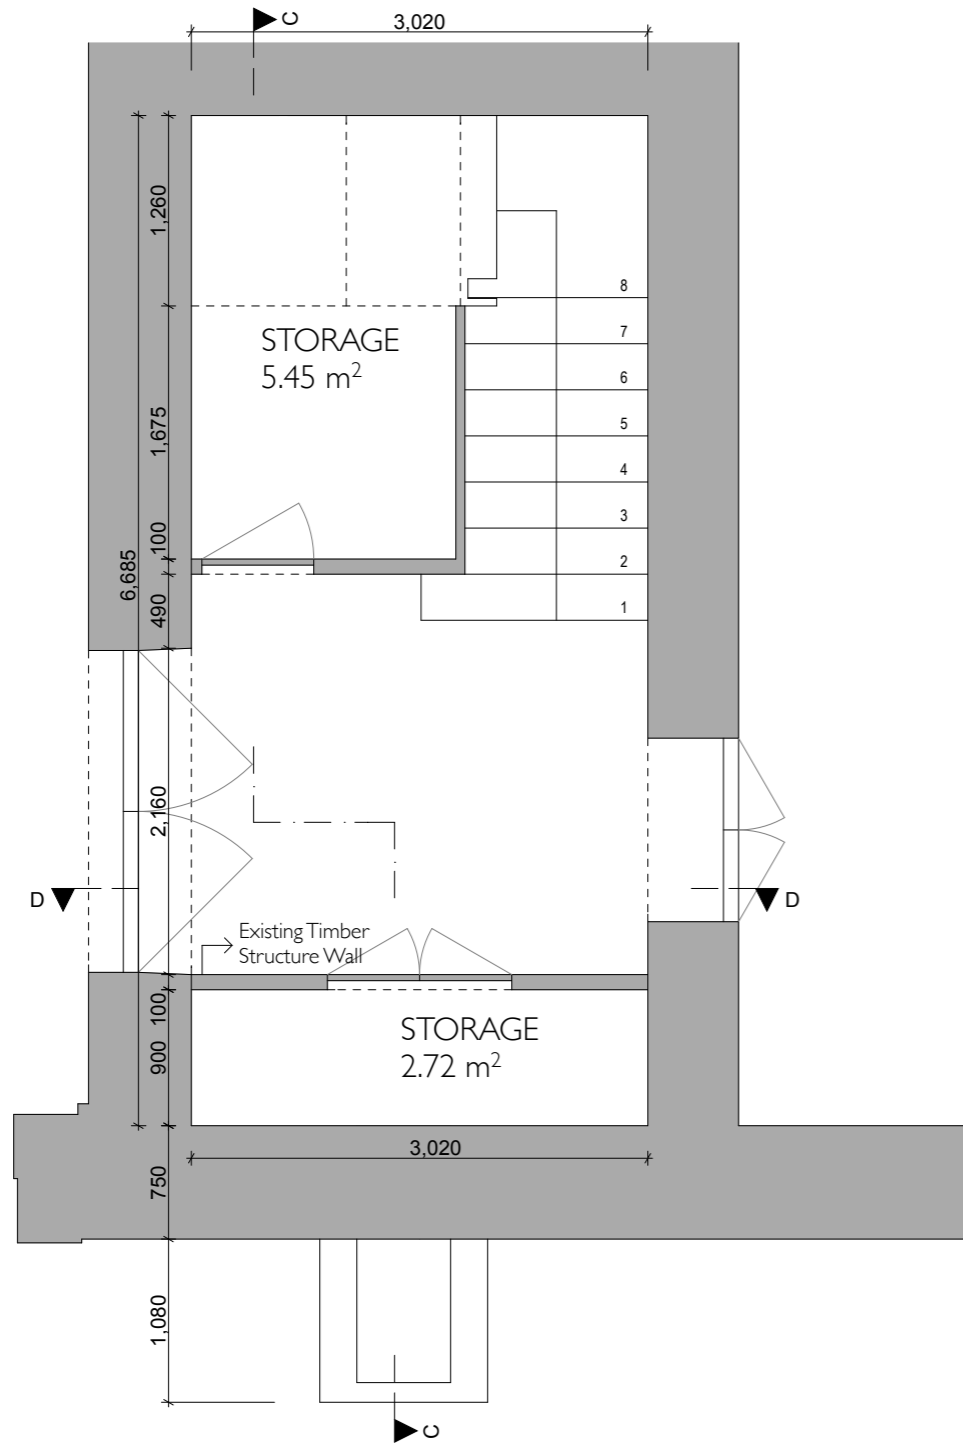 C
3,020
1,260
8
7
STORAGE
5.45 m²
6
5
1,675
4
3
100
2
6,685
490
1
2,160
D
D
Existing Timber
Structure Wall
100
STORAGE
2.72 m²
900
3,020
750
1,080
C